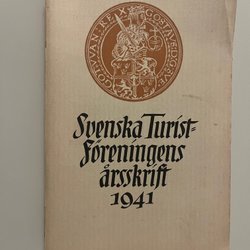 Svenska Turist-
Föreningens
årsskrift
1941